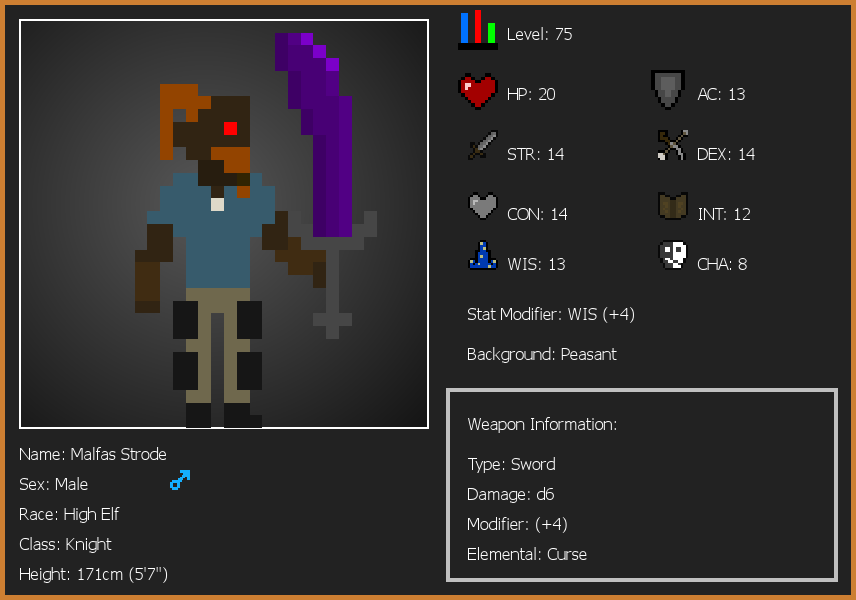 Level: 75
HP: 20
AC: 13
STR: 14
DEX: 14
CON: 14
INT: 12
WIS: 13
CHA: 8
Stat Modifier: WIS (+4)
Background: Peasant
Weapon Information:
Type: Sword
Damage: d6
Modifier: (+4)
Elemental: Curse
Name: Malfas Strode
Sex: Male
Race: High Elf
Class: Knight
Height: 171cm (5'7")